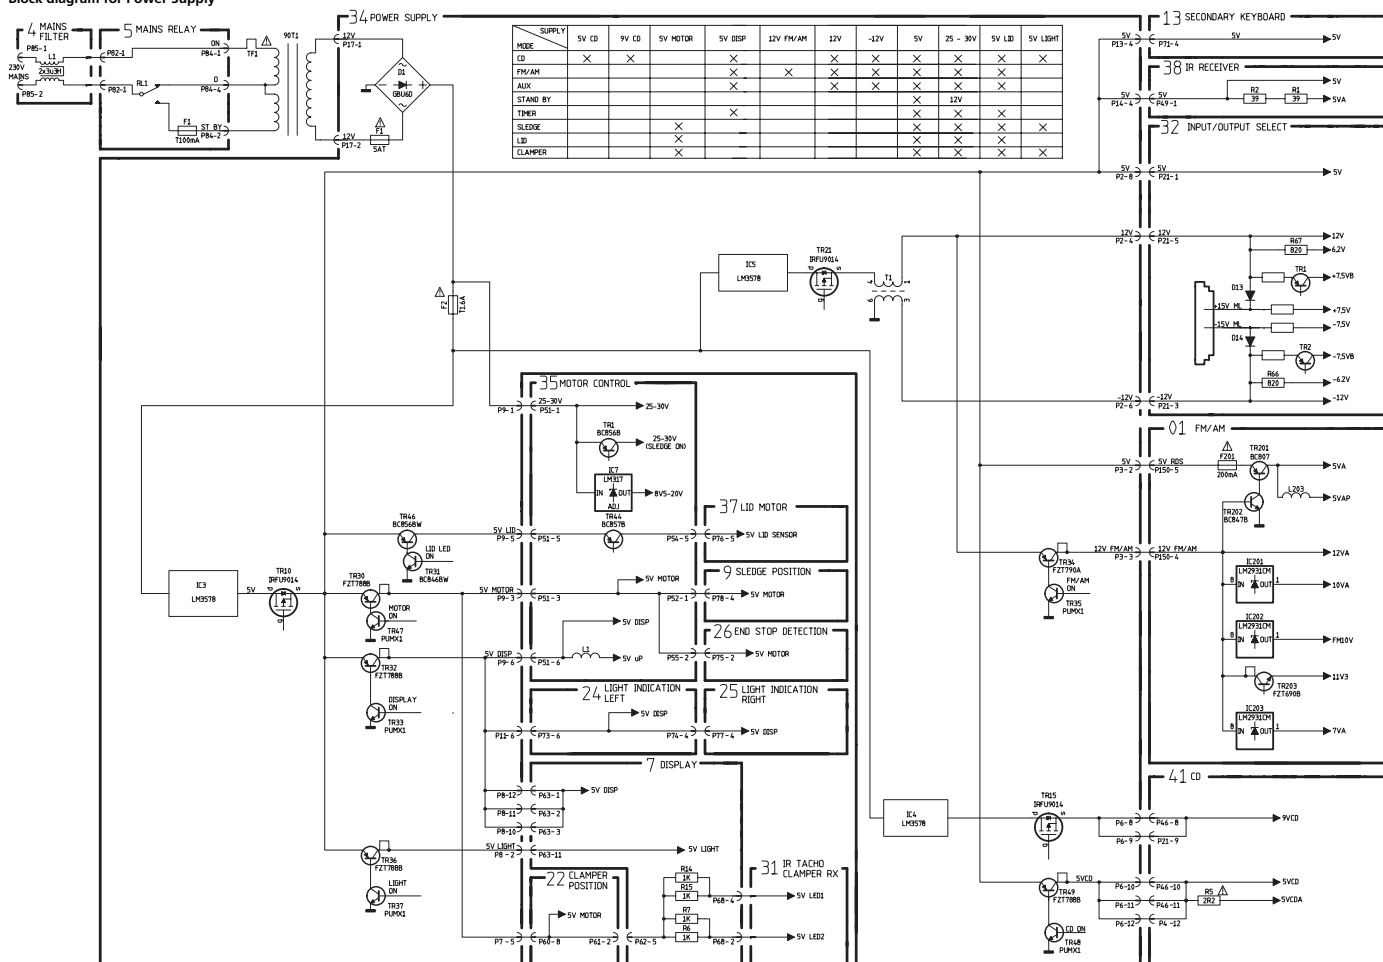 Block diagram for Power Supply
4 MAINS FILTER
P85-1
L1
2x3u3H
230V MAINS
P85-2
5 MAINS RELAY
P82-1
P82-1
RL1
F1
T100mA
ON
P84-1
0
P84-4
ST BY
P84-2
TF1
90T1
34 POWER SUPPLY
12V
P17-1
D1
GBU6D
12V
P17-2
F1
5AT
SUPPLY MODE 5V CD 9V CD 5V MOTOR 5V DISP 12V FM/AM 12V -12V 5V 25 - 30V 5V LID 5V LIGHT
CD X X X X X X X X X
FM/AM X X X X X X X
AUX X X X X X X
STAND BY X 12V
TIMER X X X X
SLEDGE X X X X X
LID X X X X
CLAMPER X X X X X
F2
T1.6A
IC5
LM3578
TR21
IRFU9014
d s
g
T1
4 1
6 3
13 SECONDARY KEYBOARD
5V 5V
P13-4 P71-4
5V
38 IR RECEIVER
5V 5V
P14-4 P49-1
R2
39
R1
39
5V
5VA
32 INPUT/OUTPUT SELECT
5V 5V
P2-8 P21-1
5V
12V 12V
P2-4 P21-5
12V
R67
820
6,2V
TR1
+7,5VB
D13
+15V ML
+7,5V
-15V ML
-7,5V
D14
TR2
-7,5VB
R66
820
-6.2V
-12V -12V
P2-6 P21-3
-12V
01 FM/AM
5V 5V RDS
P3-2 P150-5
F201
200mA
TR201
BC807
5VA
L203
5VAP
TR202
BC847B
12V FM/AM 12V FM/AM
P3-3 P150-4
12VA
IC201
LM2931CM
8 IN OUT 1
10VA
IC202
LM2931CM
8 IN OUT 1
FM10V
TR203
FZT690B
11V3
IC203
LM2931CM
8 IN OUT 1
7VA
TR34
FZT790A
FM/AM ON
TR35
PUMX1
35 MOTOR CONTROL
25-30V
P9-1 P51-1
25-30V
TR1
BC856B
25-30V
(SLEDGE ON)
IC7
LM317
IN OUT
ADJ
8V5-20V
TR44
BC857B
5V LID
P9-5 P51-5
P54-5 P76-5
37 LID MOTOR
5V LID SENSOR
TR46
BC856BW
LID LED ON
TR31
BC846BW
IC3
LM3578
5V
TR10
IRFU9014
d s
g
TR30
FZT788B
MOTOR ON
TR47
PUMX1
5V MOTOR
P9-3 P51-3
5V MOTOR
P52-1 P78-4
9 SLEDGE POSITION
5V MOTOR
5V DISP
26 END STOP DETECTION
P55-2 P75-2
5V MOTOR
TR32
FZT788B
5V DISP
P9-6 P51-6
L1
5V uP
DISPLAY ON
TR33
PUMX1
24 LIGHT INDICATION LEFT
5V DISP
P11-6 P73-6
P74-4 P77-4
25 LIGHT INDICATION RIGHT
5V DISP
7 DISPLAY
P8-12 P63-1
5V DISP
P8-11 P63-2
P8-10 P63-3
5V LIGHT
P8-2 P63-11
5V LIGHT
TR36
FZT788B
LIGHT ON
TR37
PUMX1
22 CLAMPER POSITION
5V MOTOR
P7-5 P60-8
P61-2 P62-5
R14
1K
R15
1K
R7
1K
R6
1K
P68-4
P68-2
31 IR TACHO CLAMPER RX
5V LED1
5V LED2
IC4
LM3578
TR15
IRFU9014
d s
g
41 CD
P6-8 P46-8
P6-9 P21-9
9VCD
TR49
FZT788B
5VCD
P6-10 P46-10
5VCD
P6-11 P46-11
R5
2R2
5VCDA
P6-12 P4-12
CD ON
TR48
PUMX1